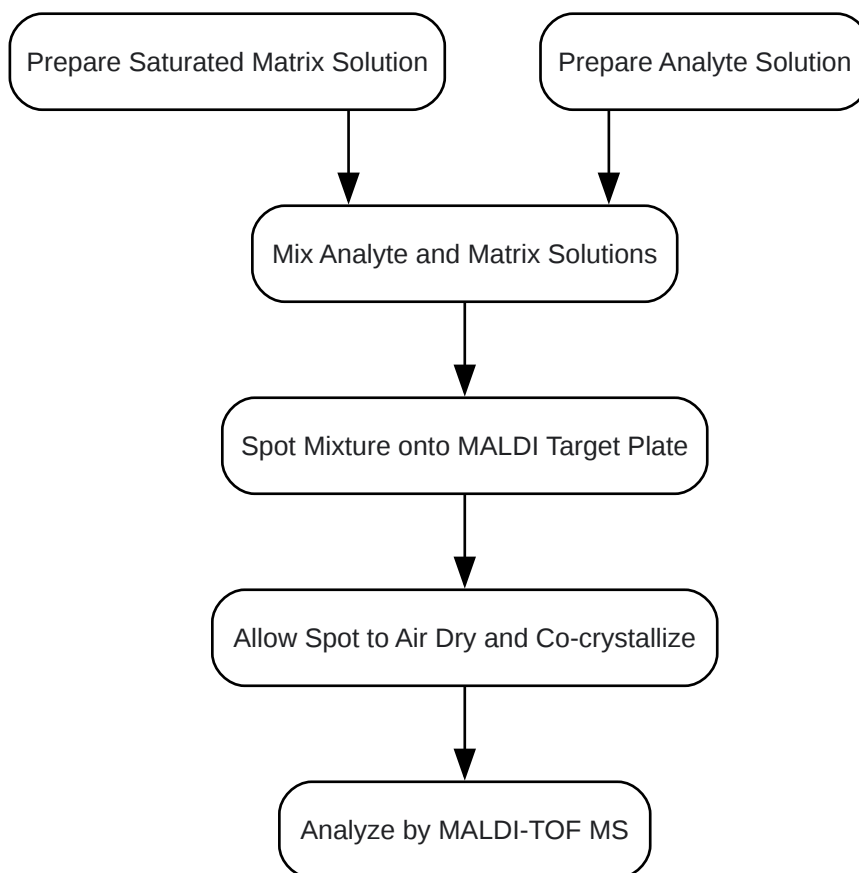 Prepare Saturated Matrix Solution
Prepare Analyte Solution
Mix Analyte and Matrix Solutions
Spot Mixture onto MALDI Target Plate
Allow Spot to Air Dry and Co-crystallize
Analyze by MALDI-TOF MS